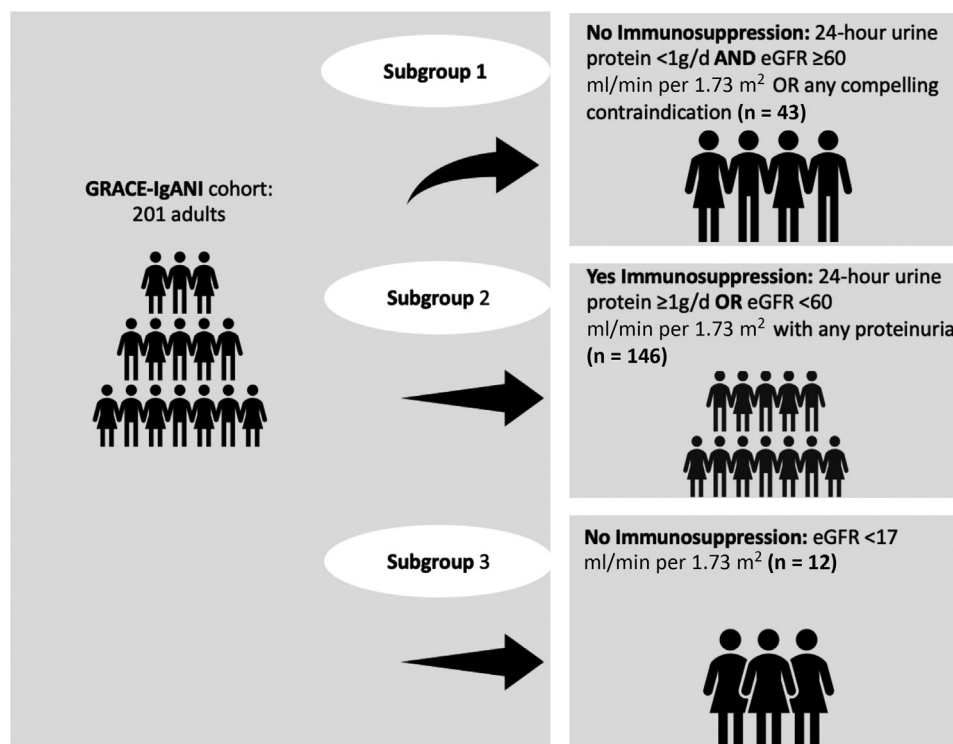 GRACE-IgANI cohort:
201 adults
Subgroup 1
No Immunosuppression: 24-hour urine
protein <1g/d AND eGFR ≥60
ml/min per 1.73 m² OR any compelling
contraindication (n = 43)
Subgroup 2
Yes Immunosuppression: 24-hour urine
protein ≥1g/d OR eGFR <60
ml/min per 1.73 m² with any proteinuria
(n = 146)
Subgroup 3
No Immunosuppression: eGFR <17
ml/min per 1.73 m² (n = 12)